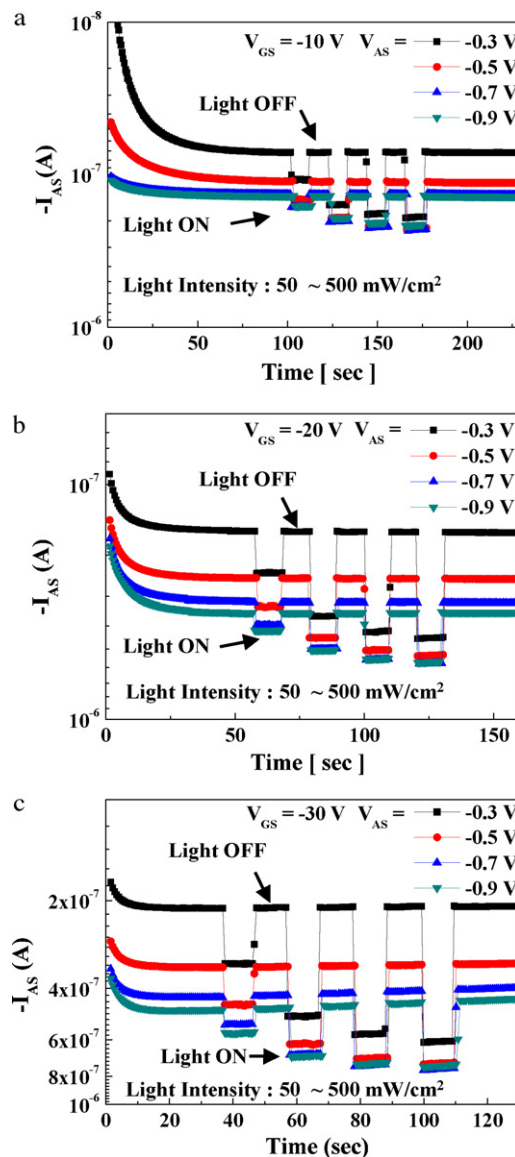 a
10⁻⁸
V_GS = -10 V V_AS = -0.3 V
-0.5 V
-0.7 V
-0.9 V
Light OFF
10⁻⁷
-I_AS(A)
Light ON
Light Intensity : 50 ~ 500 mW/cm²
10⁻⁶
0 50 100 150 200
Time [ sec ]
b
V_GS = -20 V V_AS = -0.3 V
-0.5 V
-0.7 V
-0.9 V
10⁻⁷
Light OFF
-I_AS (A)
Light ON
Light Intensity : 50 ~ 500 mW/cm²
10⁻⁶
0 50 100 150
Time [ sec ]
c
V_GS = -30 V V_AS = -0.3 V
-0.5 V
-0.7 V
-0.9 V
Light OFF
2x10⁻⁷
-I_AS (A)
4x10⁻⁷
6x10⁻⁷
Light ON
8x10⁻⁷
Light Intensity : 50 ~ 500 mW/cm²
10⁻⁶
0 20 40 60 80 100 120
Time (sec)